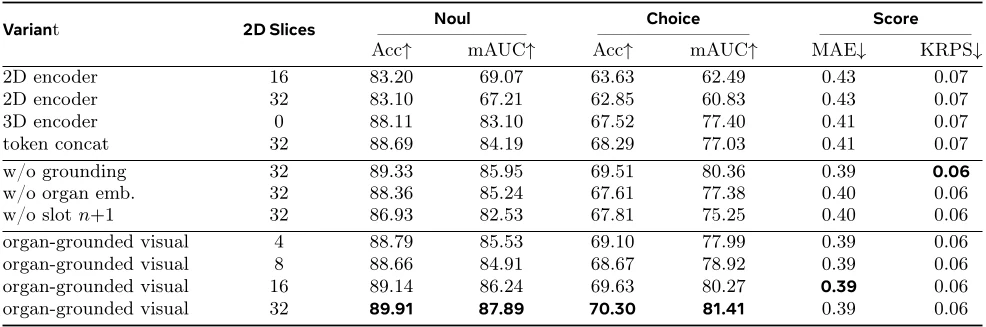 Variant 2D Slices Noul Choice Score
Acc↑ mAUC↑ Acc↑ mAUC↑ MAE↓ KRPS↓
2D encoder 16 83.20 69.07 63.63 62.49 0.43 0.07
2D encoder 32 83.10 67.21 62.85 60.83 0.43 0.07
3D encoder 0 88.11 83.10 67.52 77.40 0.41 0.07
token concat 32 88.69 84.19 68.29 77.03 0.41 0.07
w/o grounding 32 89.33 85.95 69.51 80.36 0.39 0.06
w/o organ emb. 32 88.36 85.24 67.61 77.38 0.40 0.06
w/o slot n+1 32 86.93 82.53 67.81 75.25 0.40 0.06
organ-grounded visual 4 88.79 85.53 69.10 77.99 0.39 0.06
organ-grounded visual 8 88.66 84.91 68.67 78.92 0.39 0.06
organ-grounded visual 16 89.14 86.24 69.63 80.27 0.39 0.06
organ-grounded visual 32 89.91 87.89 70.30 81.41 0.39 0.06